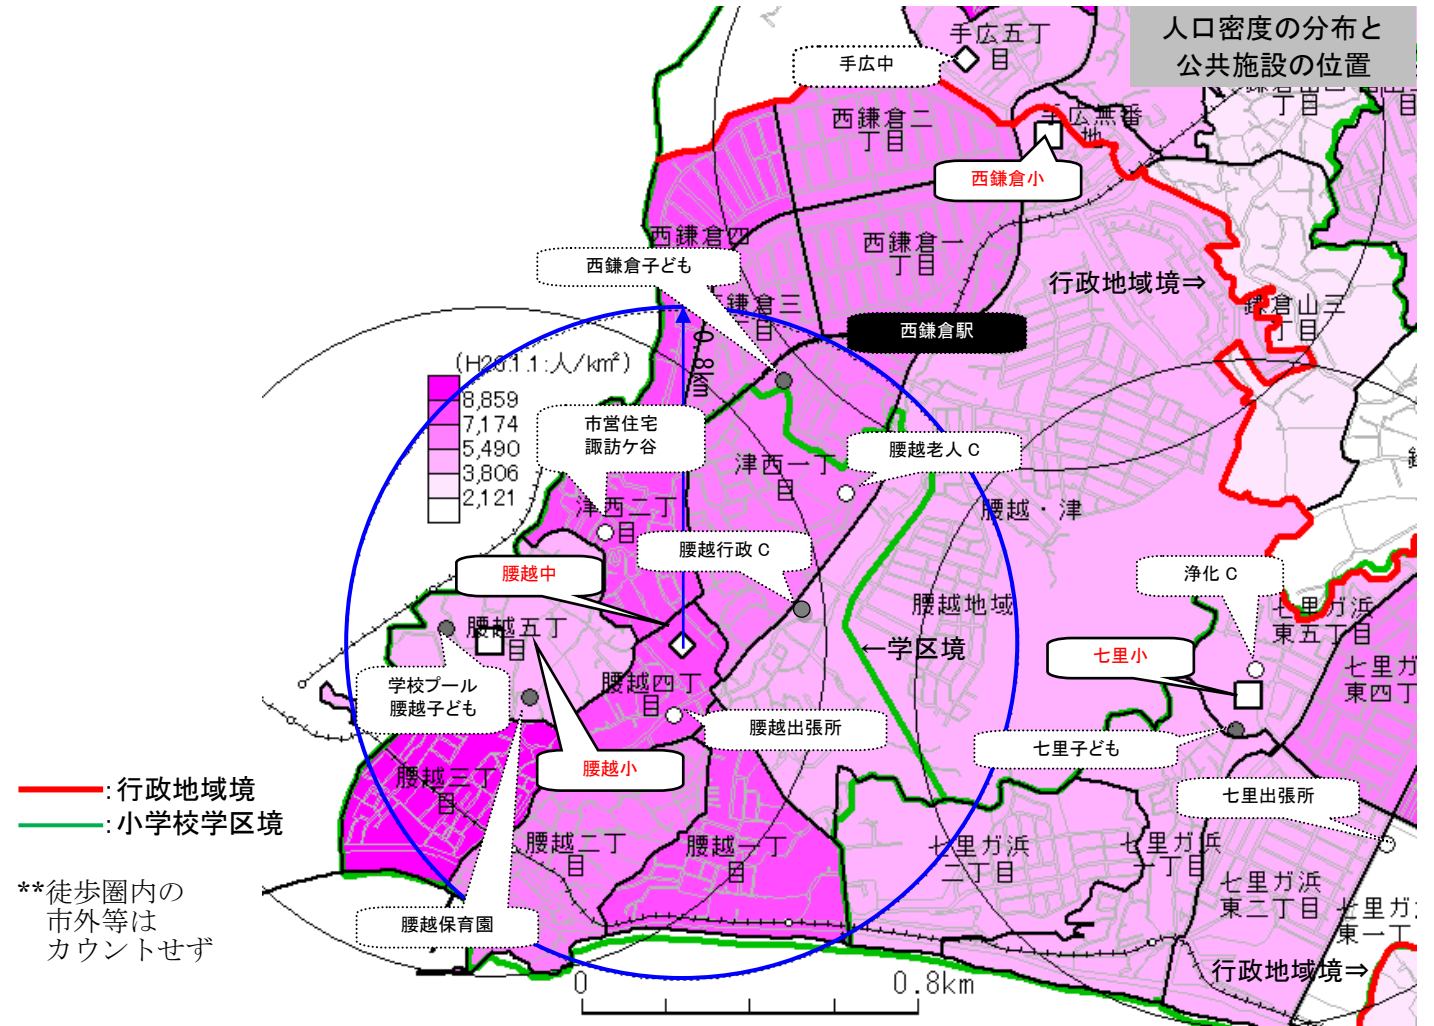 人口密度の分布と
公共施設の位置
手広五丁
目
手広中
西鎌倉二
丁目
手広無番
地
丁目
目
西鎌倉小
西鎌倉四
西鎌倉一
丁目
西鎌倉子ども
行政地域境⇒
鎌倉三
目
鎌倉山三
丁目
西鎌倉駅
0.8km
(H26.1.1:人/km²)
8,859
7,174
5,490
3,806
2,121
市営住宅
諏訪ケ谷
腰越老人C
津西一丁
目
津西二丁
目
腰越・津
腰越行政C
腰越中
浄化C
腰越地域
七里ガ浜
東五丁目
腰越五丁
目
←学区境
七里小
七里ガ
東四丁
学校プール
腰越子ども
腰越四丁
目
腰越出張所
七里子ども
腰越小
腰越三丁
目
七里出張所
:行政地域境
:小学校学区境
腰越二丁
目
腰越一丁
目
七里ガ浜
二丁目
七里ガ浜
一丁目
**徒歩圏内の
市外等は
カウントせず
七里ガ浜
東二丁目
七里ガ
東一丁
腰越保育園
行政地域境⇒
0
0.8km